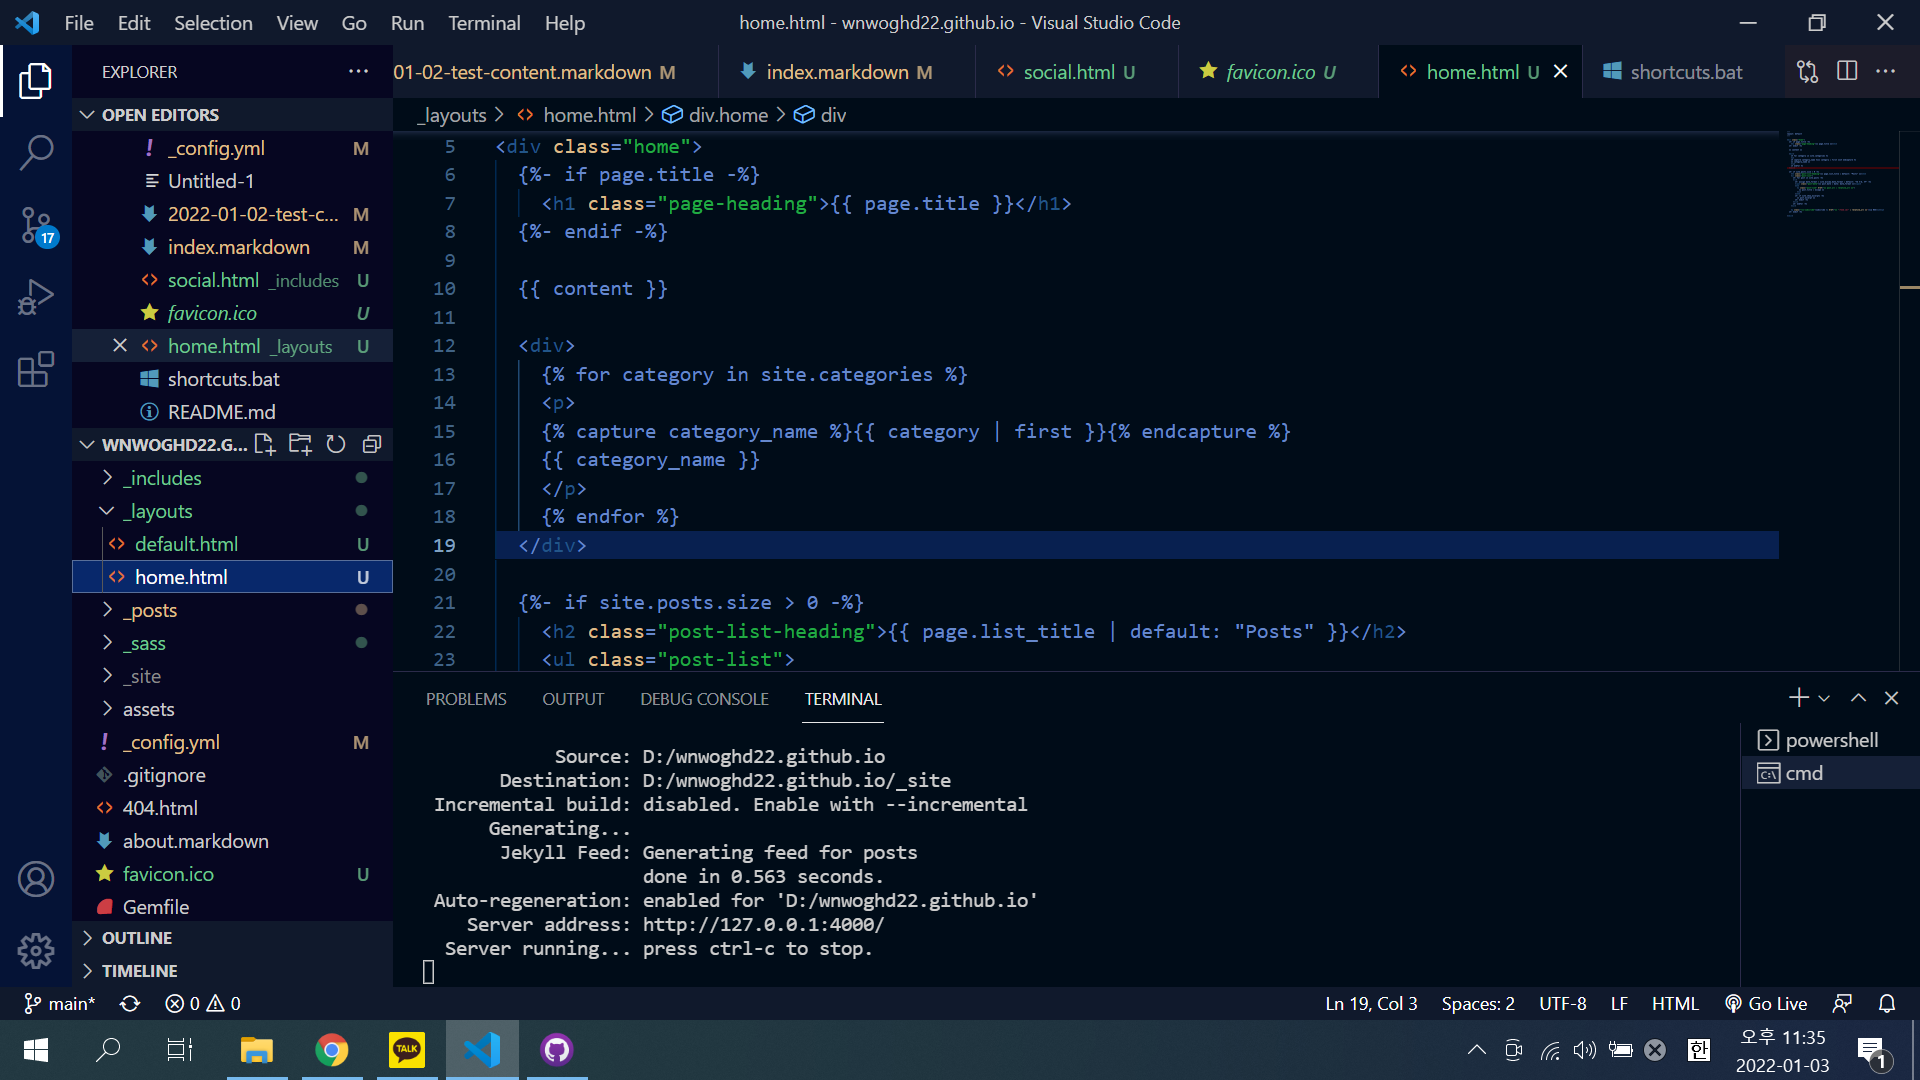 File Edit Selection View Go Run Terminal Help
home.html - wnwoghd22.github.io - Visual Studio Code
EXPLORER
01-02-test-content.markdown M
index.markdown M
social.html U
favicon.ico U
home.html U
shortcuts.bat
_layouts > home.html > div.home > div
OPEN EDITORS
_config.yml M
Untitled-1
2022-01-02-test-c... M
index.markdown M
social.html _includes U
favicon.ico U
home.html _layouts U
shortcuts.bat
README.md
17
WNWOGHD22.G...
_includes
_layouts
default.html U
home.html U
_posts
_sass
_site
assets
_config.yml M
.gitignore
404.html
about.markdown
favicon.ico U
Gemfile
OUTLINE
TIMELINE
5 <div class="home">
6 {%- if page.title -%}
7 <h1 class="page-heading">{{ page.title }}</h1>
8 {%- endif -%}
9
10 {{ content }}
11
12 <div>
13 {% for category in site.categories %}
14 <p>
15 {% capture category_name %}{{ category | first }}{% endcapture %}
16 {{ category_name }}
17 </p>
18 {% endfor %}
19 </div>
20
21 {%- if site.posts.size > 0 -%}
22 <h2 class="post-list-heading">{{ page.list_title | default: "Posts" }}</h2>
23 <ul class="post-list">
PROBLEMS OUTPUT DEBUG CONSOLE TERMINAL
Source: D:/wnwoghd22.github.io
Destination: D:/wnwoghd22.github.io/_site
Incremental build: disabled. Enable with --incremental
Generating...
Jekyll Feed: Generating feed for posts
done in 0.563 seconds.
Auto-regeneration: enabled for 'D:/wnwoghd22.github.io'
Server address: http://127.0.0.1:4000/
Server running... press ctrl-c to stop.
powershell
cmd
main* 0 0
Ln 19, Col 3 Spaces: 2 UTF-8 LF HTML Go Live
TALK
한
오후 11:35
2022-01-03
1